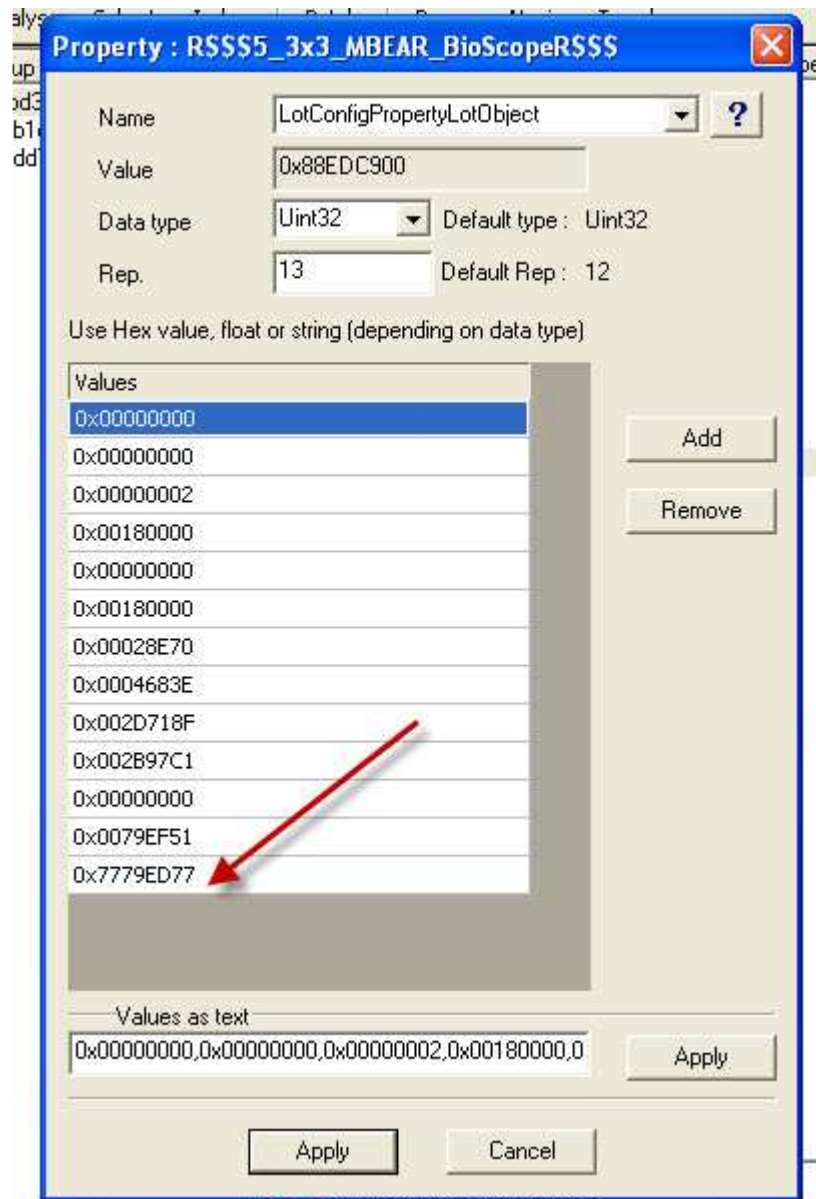 Property : R$$$5_3x3_MBEAR_BioScopeR$$$
Name LotConfigPropertyLotObject ?
Value 0x88EDC900
Data type Uint32 Default type : Uint32
Rep. 13 Default Rep : 12
Use Hex value, float or string (depending on data type)
Values
0x00000000
Add
0x00000000
0x00000002
Remove
0x00180000
0x00000000
0x00180000
0x00028E70
0x0004683E
0x002D718F
0x002B97C1
0x00000000
0x0079EF51
0x7779ED77
Values as text
0x00000000,0x00000000,0x00000002,0x00180000,0 Apply
Apply Cancel